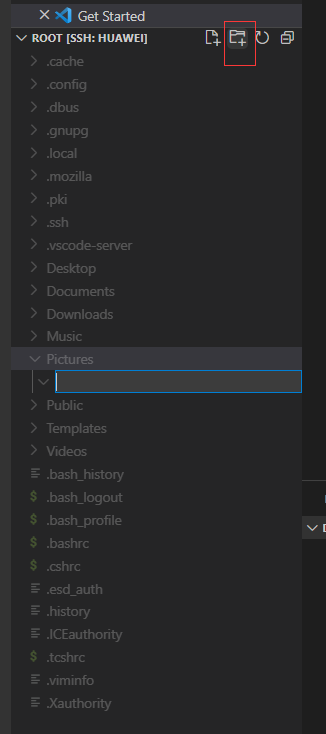 Get Started
ROOT [SSH: HUAWEI]
.cache
.config
.dbus
.gnupg
.local
.mozilla
.pki
.ssh
.vscode-server
Desktop
Documents
Downloads
Music
Pictures
Public
Templates
Videos
.bash_history
$ .bash_logout
$ .bash_profile
$ .bashrc
$ .cshrc
.esd_auth
.history
.ICEauthority
$ .tcshrc
.viminfo
.Xauthority